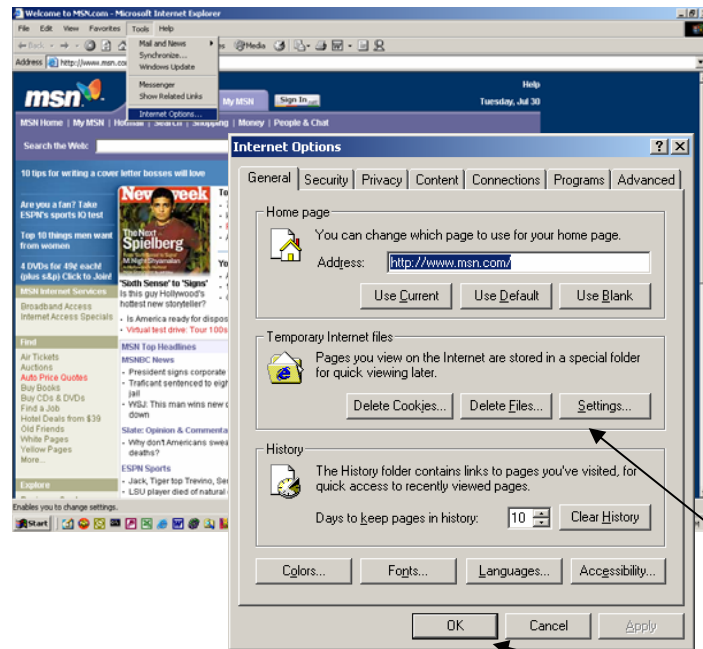 Welcome to MSN.com - Microsoft Internet Explorer
File Edit View Favorites Tools Help
Back
Media
Address http://www.msn.co
Mail and News
Synchronize...
Windows Update
Messenger
Show Related Links
Internet Options...
msn
My MSN
Sign In
Help
Tuesday, Jul 30
MSN Home | My MSN | Hotmail | Search | Shopping | Money | People & Chat
Search the Web:
10 tips for writing a cover letter bosses will love
Are you a fan? Take
ESPN's sports IQ test
Top 10 things men want
from women
4 DVDs for 49¢ each!
(plus s&p) Click to Join!
MSN Internet Services
Broadband Access
Internet Access Specials
Find
Air Tickets
Auctions
Auto Price Quotes
Buy Books
Buy CDs & DVDs
Find a Job
Hotel Deals from $39
Old Friends
White Pages
Yellow Pages
More...
Explore
Newsweek
The Next
Spielberg
M. Night Shyamalan
'Sixth Sense' to 'Signs'
Is this guy Hollywood's
hottest new storyteller?
To
Yo
- Is America ready for dispos
- Virtual test drive: Tour 100s
MSN Top Headlines
MSNBC News
- President signs corporate
- Traficant sentenced to eigh
jail
- WSJ: This man wins new
down
Slate: Opinion & Commenta
- Why don't Americans swea
deaths?
ESPN Sports
- Jack, Tiger top Trevino, Se
- LSU player died of natural
Enables you to change settings.
Start
Internet Options
General Security Privacy Content Connections Programs Advanced
Home page
You can change which page to use for your home page.
Address: http://www.msn.com/
Use Current Use Default Use Blank
Temporary Internet files
Pages you view on the Internet are stored in a special folder
for quick viewing later.
Delete Cookies... Delete Files... Settings...
History
The History folder contains links to pages you've visited, for
quick access to recently viewed pages.
Days to keep pages in history: 10 Clear History
Colors... Fonts... Languages... Accessibility...
OK Cancel Apply